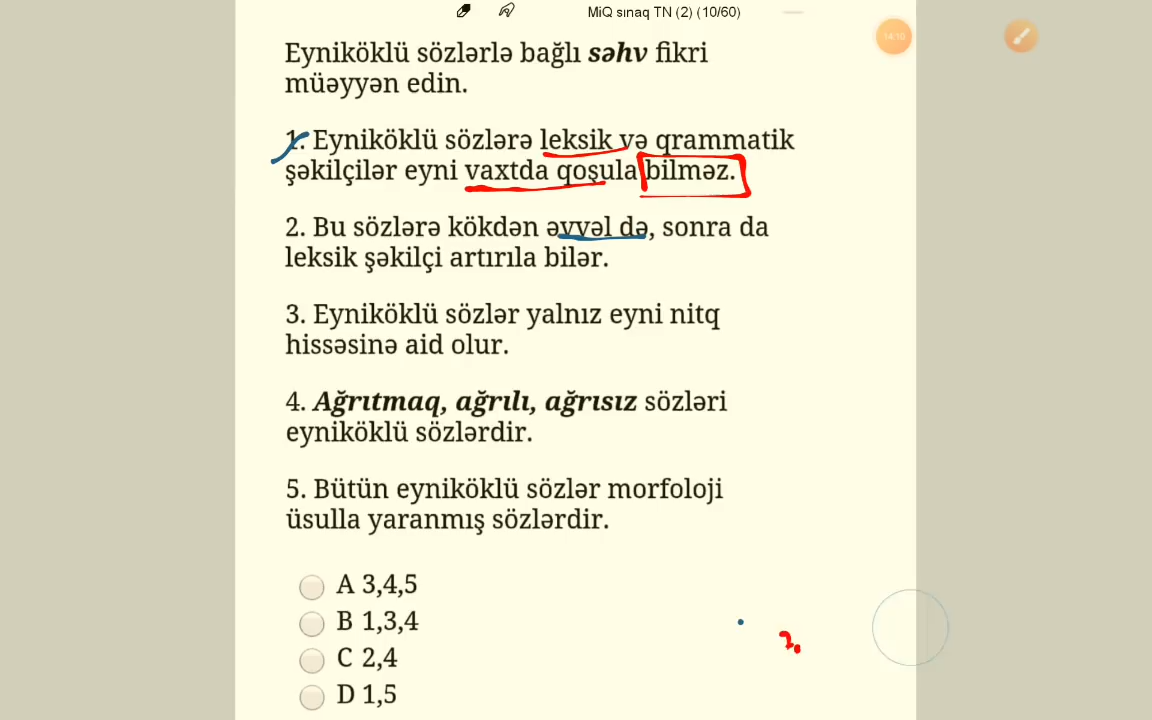 MiQ sınaq TN (2) (10/60)
14:10
Eyniköklü sözlərlə bağlı səhv fikri
müəyyən edin.
1. Eyniköklü sözlərə leksik və qrammatik
şəkilçilər eyni vaxtda qoşula bilməz.
2. Bu sözlərə kökdən əvvəl də, sonra da
leksik şəkilçi artırıla bilər.
3. Eyniköklü sözlər yalnız eyni nitq
hissəsinə aid olur.
4. Ağrıtmaq, ağrılı, ağrısız sözləri
eyniköklü sözlərdir.
5. Bütün eyniköklü sözlər morfoloji
üsulla yaranmış sözlərdir.
A 3,4,5
B 1,3,4
C 2,4
D 1,5